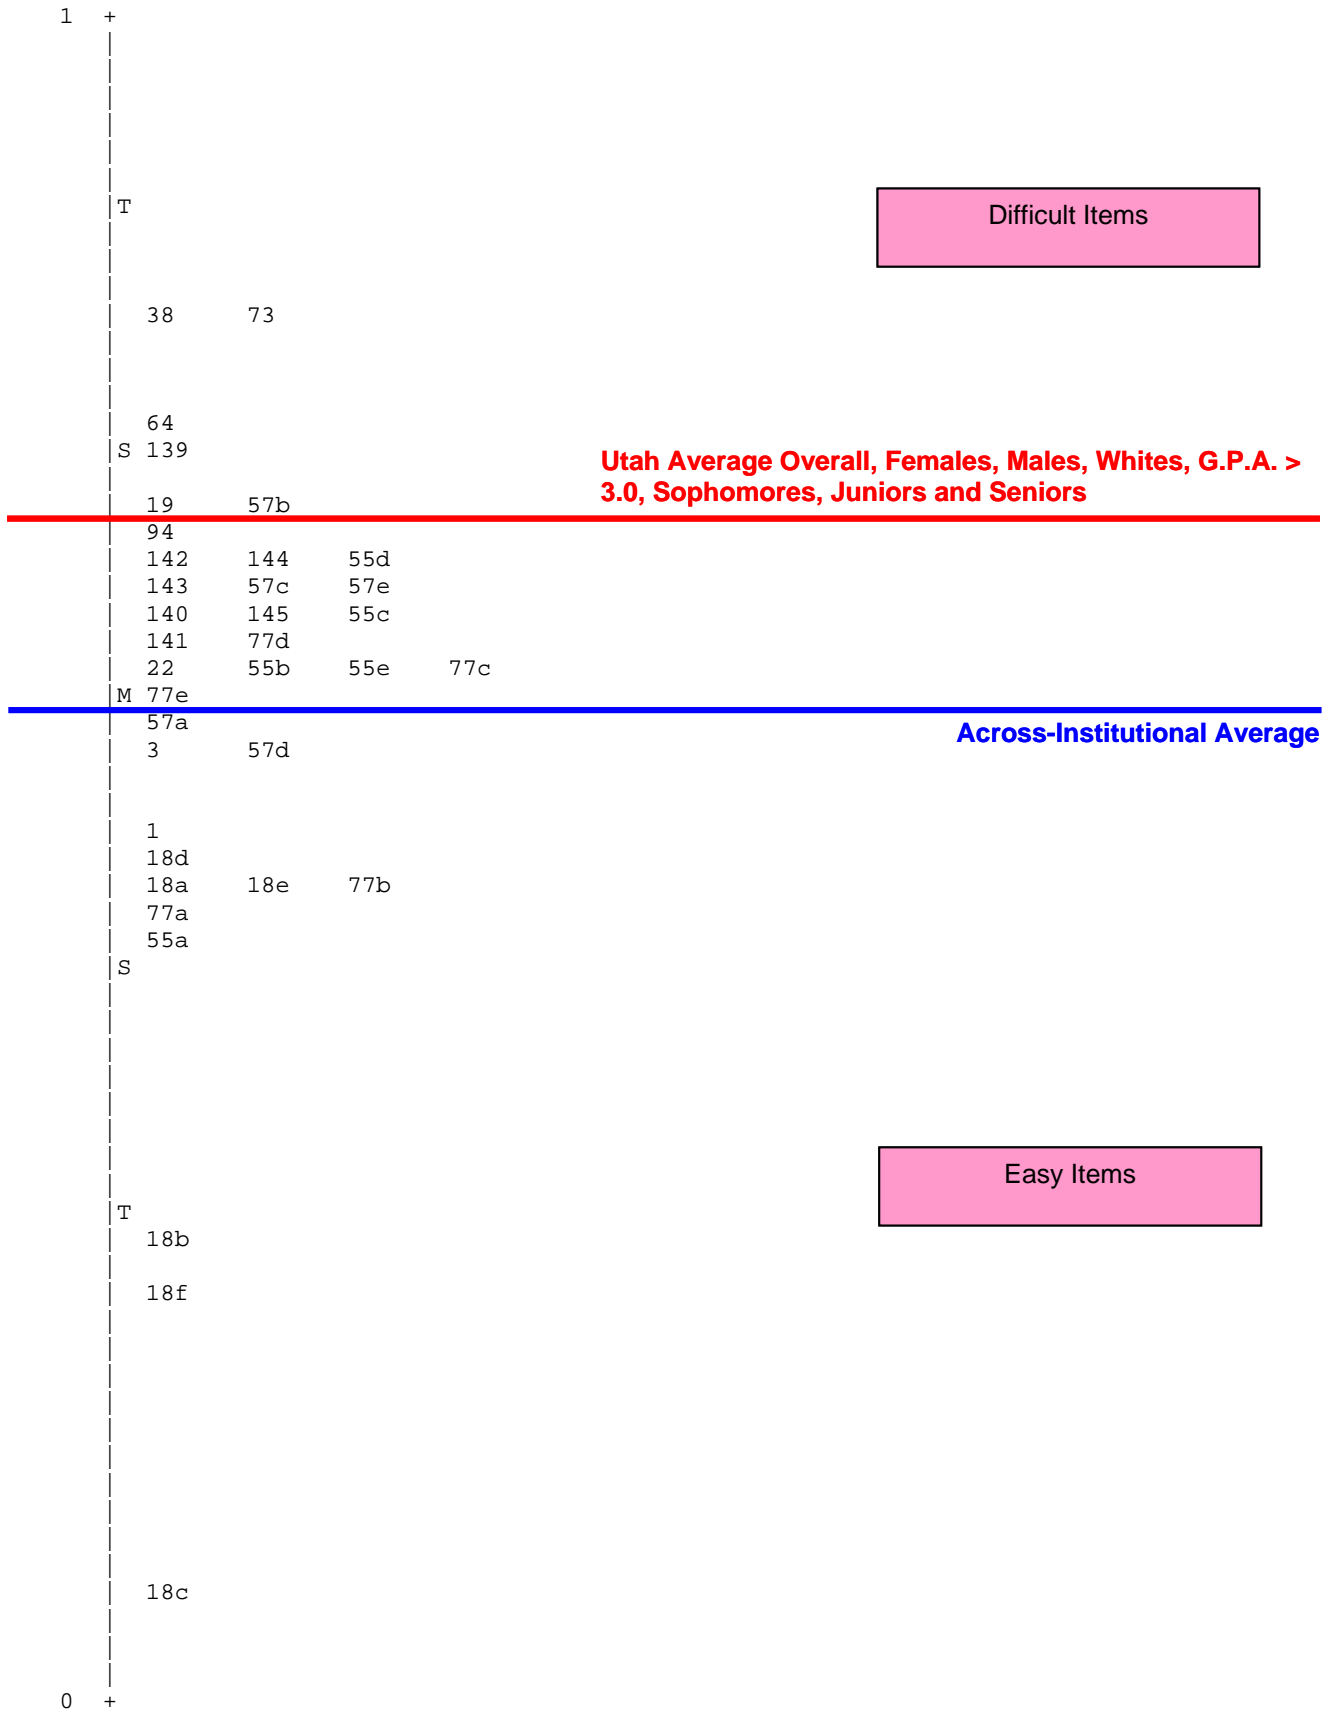 1 +
T
Difficult Items
38 73
64
S 139
Utah Average Overall, Females, Males, Whites, G.P.A. >
3.0, Sophomores, Juniors and Seniors
19 57b
94
142 144 55d
143 57c 57e
140 145 55c
141 77d
22 55b 55e 77c
M 77e
57a
Across-Institutional Average
3 57d
1
18d
18a 18e 77b
77a
55a
S
Easy Items
T
18b
18f
18c
0 +